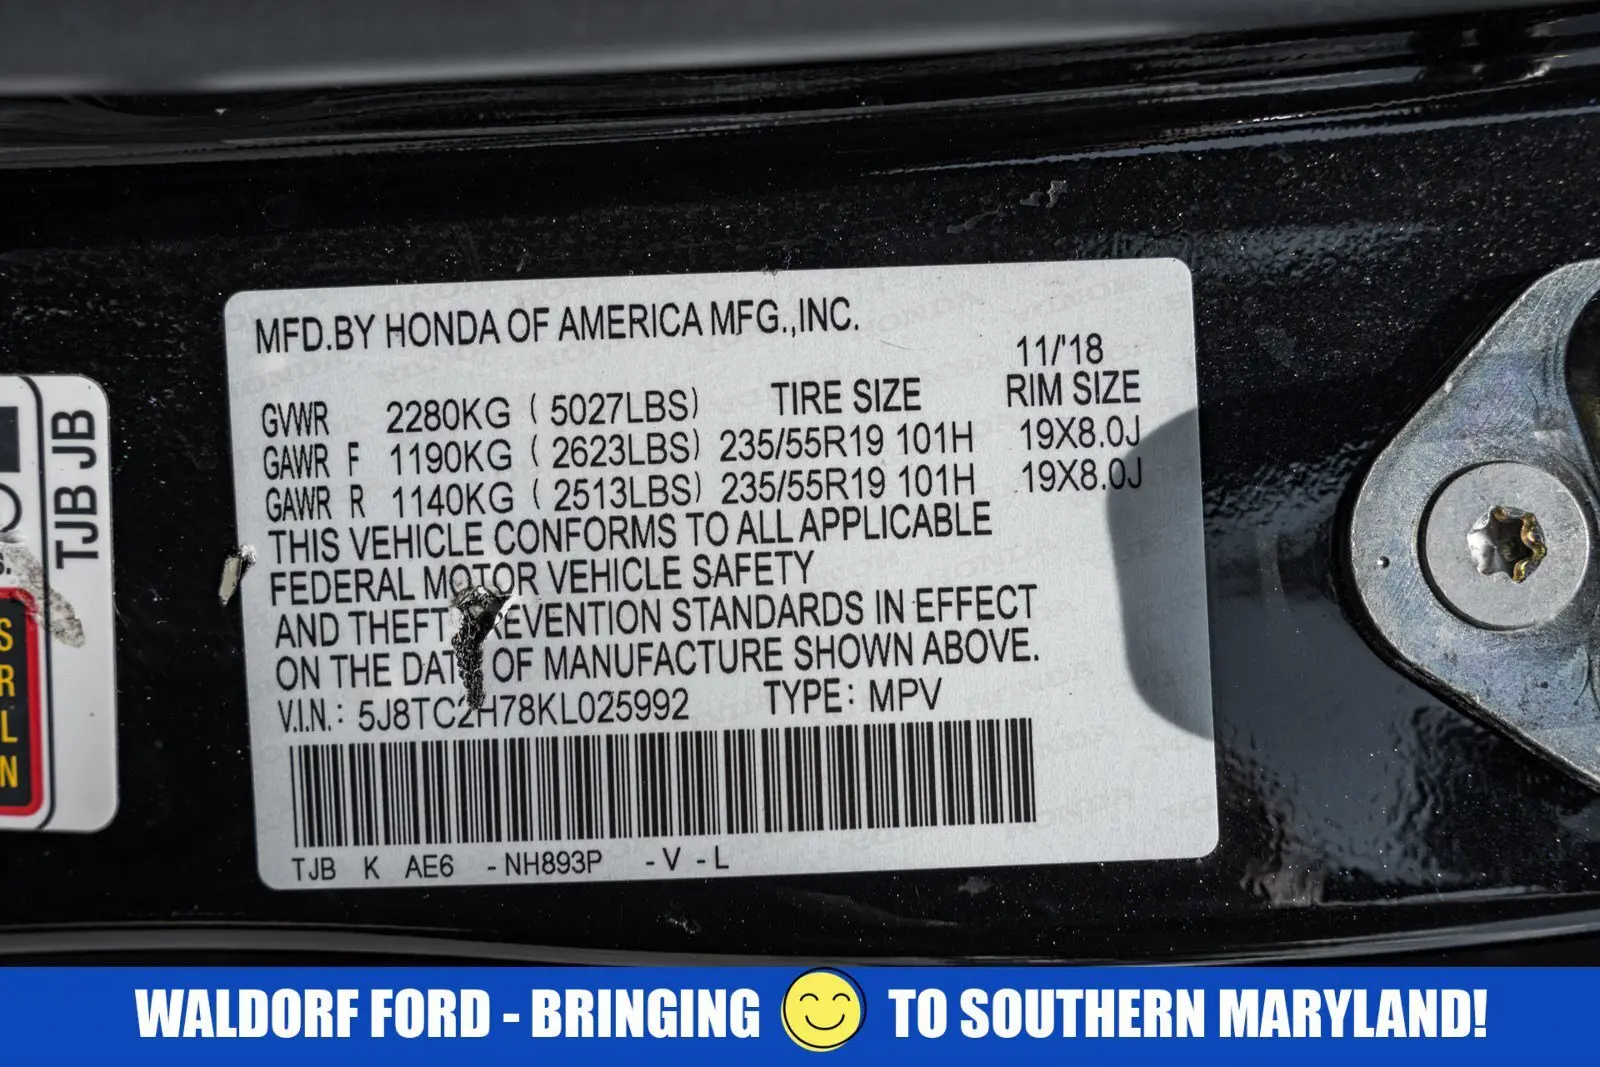 MFD.BY HONDA OF AMERICA MFG.,INC.
11/'18
GVWR 2280KG ( 5027LBS) TIRE SIZE RIM SIZE
GAWR F 1190KG ( 2623LBS) 235/55R19 101H 19X8.0J
GAWR R 1140KG ( 2513LBS) 235/55R19 101H 19X8.0J
THIS VEHICLE CONFORMS TO ALL APPLICABLE
FEDERAL MOTOR VEHICLE SAFETY
AND THEFT PREVENTION STANDARDS IN EFFECT
ON THE DATE OF MANUFACTURE SHOWN ABOVE.
V.I.N.: 5J8TC2H78KL025992 TYPE: MPV
TJB K AE6 -NH893P -V -L
TJB JB
S
R
L
N
WALDORF FORD - BRINGING TO SOUTHERN MARYLAND!